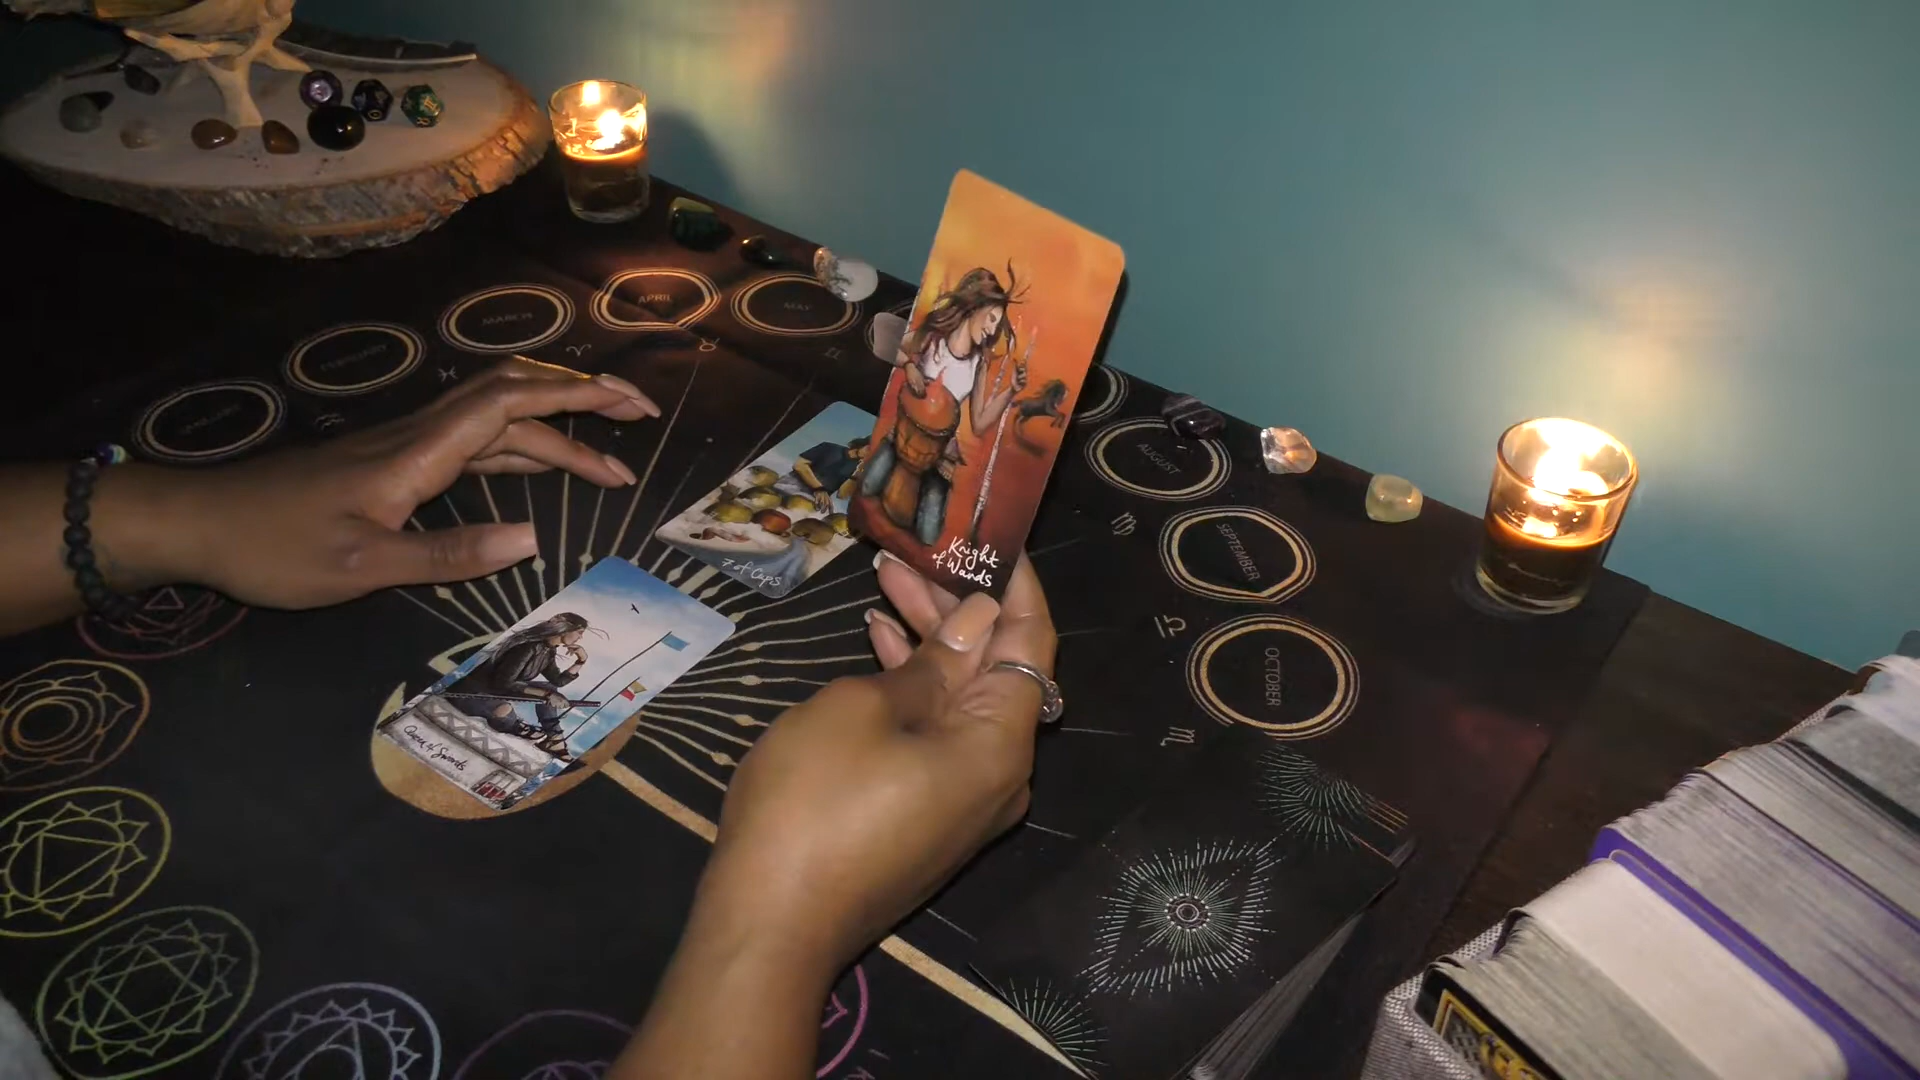 JANUARY
FEBRUARY
MARCH
APRIL
MAY
AUGUST
SEPTEMBER
OCTOBER
Knight
of Wands
7 of Cups
Queen of Swords